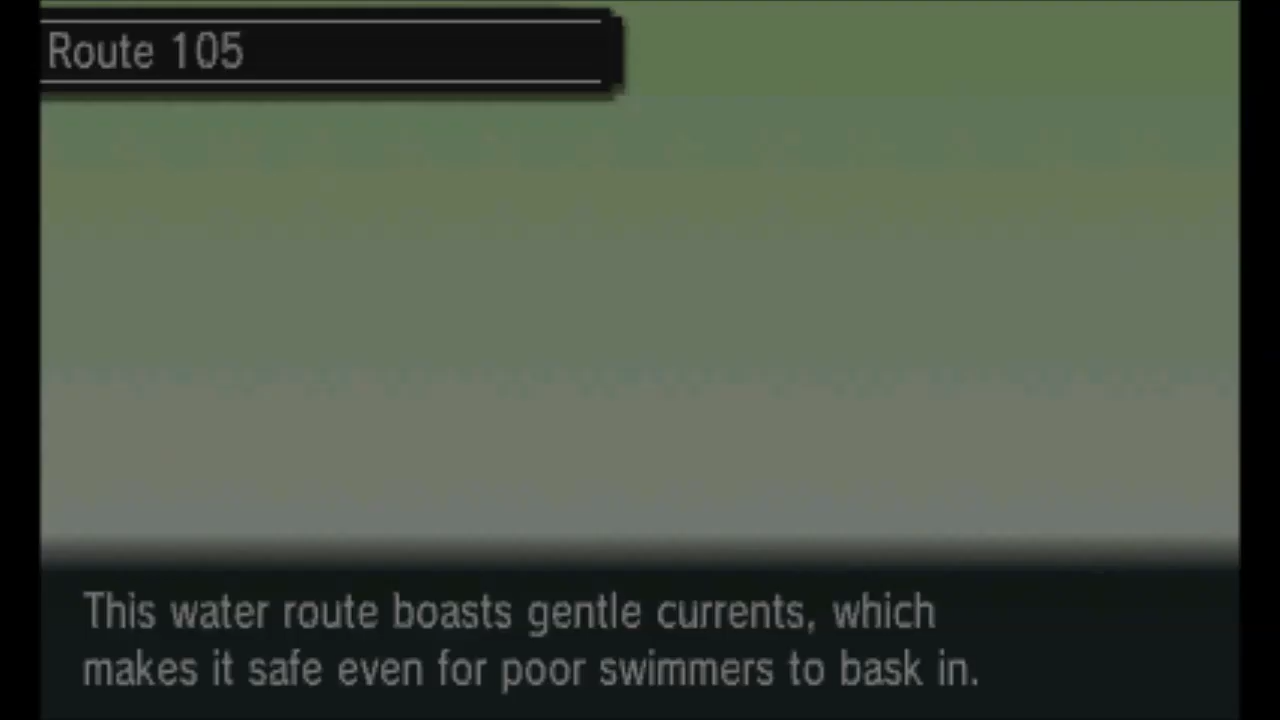 Route 105
This water route boasts gentle currents, which
makes it safe even for poor swimmers to bask in.